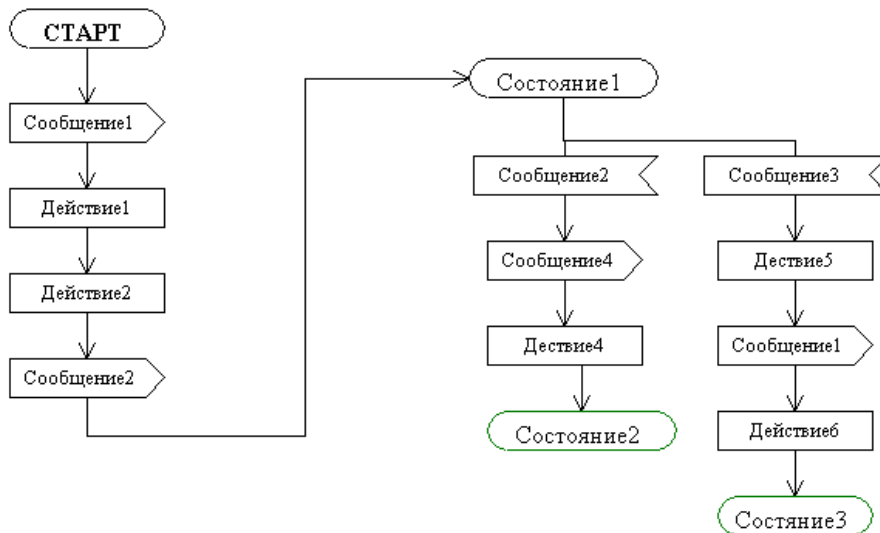 СТАРТ
Сообщение1
Действие1
Действие2
Сообщение2
Состояние1
Сообщение2
Сообщение4
Дествие4
Состояние2
Сообщение3
Дествие5
Сообщение1
Действие6
Состяние3